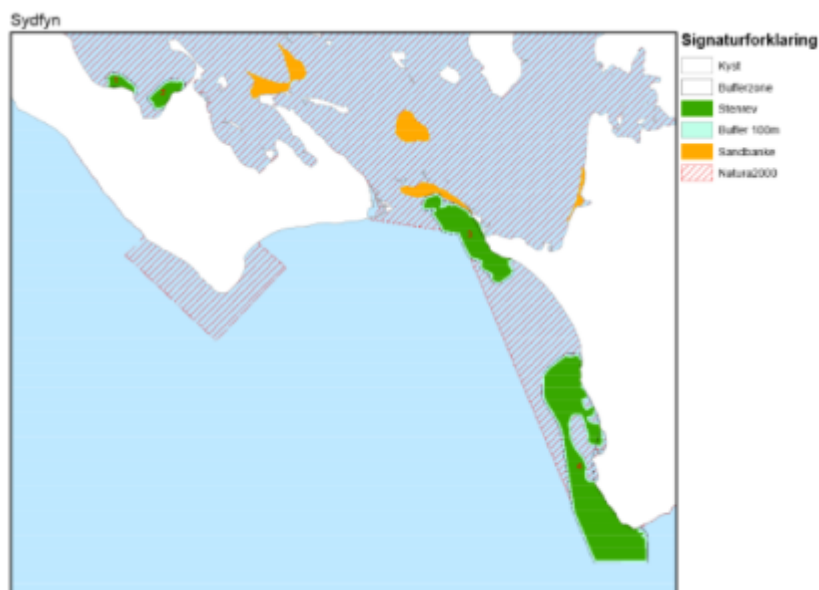 Sydfyn
Signaturforklaring
Kyst
Bufferzone
Stenrev
Buffer 100m
Sandbanke
Natura2000